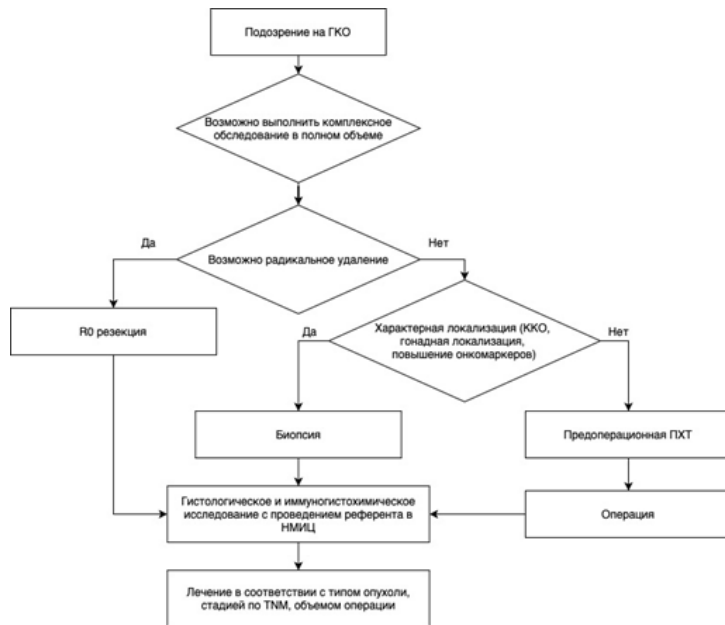 Подозрение на ГКО
Возможно выполнить комплексное
обследование в полном объеме
Да
Нет
Возможно радикальное удаление
R0 резекция
Да
Характерная локализация (ККО,
гонадная локализация,
повышение онкомаркеров)
Нет
Биопсия
Предоперационная ПХТ
Гистологическое и иммуногистохимическое
исследование с проведением референта в
НМИЦ
Операция
Лечение в соответствии с типом опухоли,
стадией по TNM, объемом операции